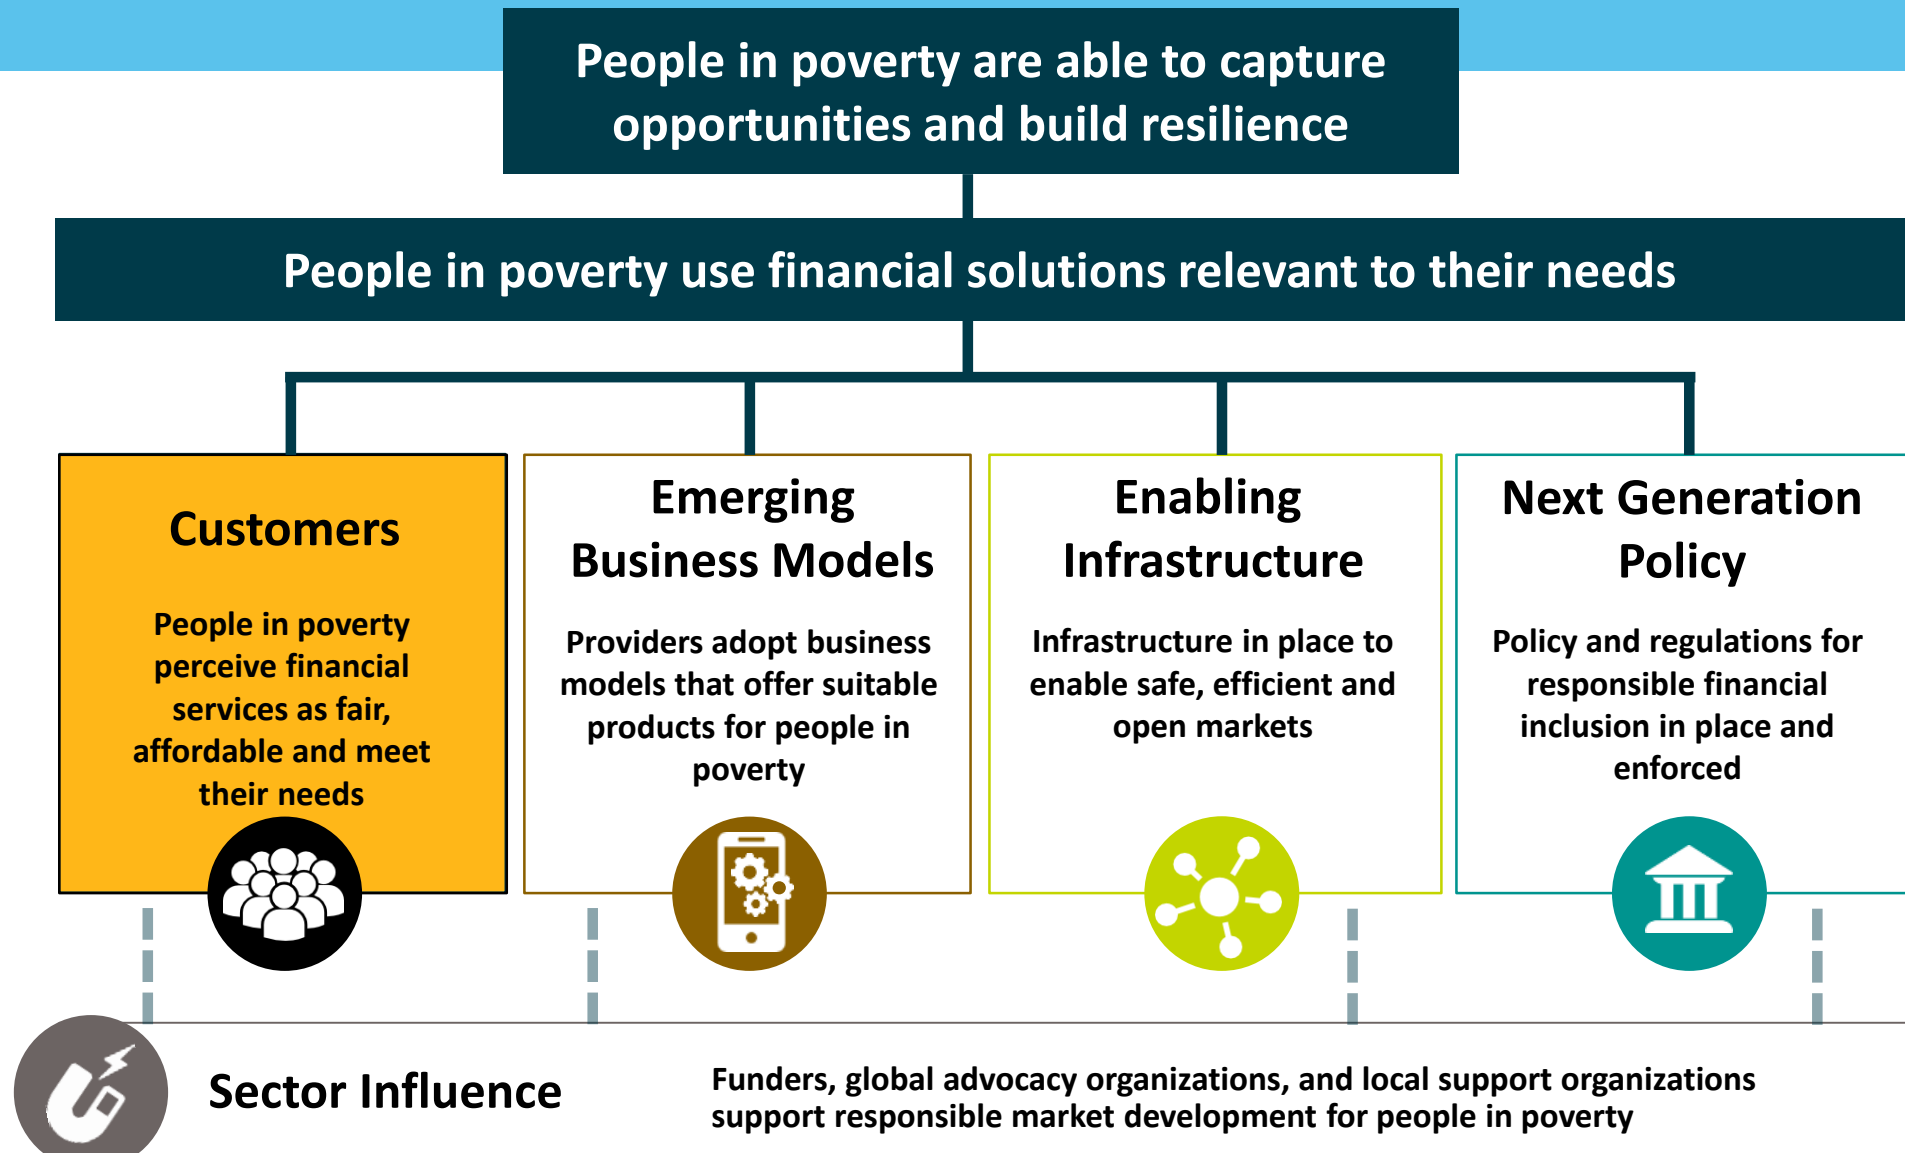 People in poverty are able to capture
opportunities and build resilience
People in poverty use financial solutions relevant to their needs
Customers
People in poverty
perceive financial
services as fair,
affordable and meet
their needs
Emerging
Business Models
Providers adopt business
models that offer suitable
products for people in
poverty
Enabling
Infrastructure
Infrastructure in place to
enable safe, efficient and
open markets
Next Generation
Policy
Policy and regulations for
responsible financial
inclusion in place and
enforced
Sector Influence
Funders, global advocacy organizations, and local support organizations
support responsible market development for people in poverty